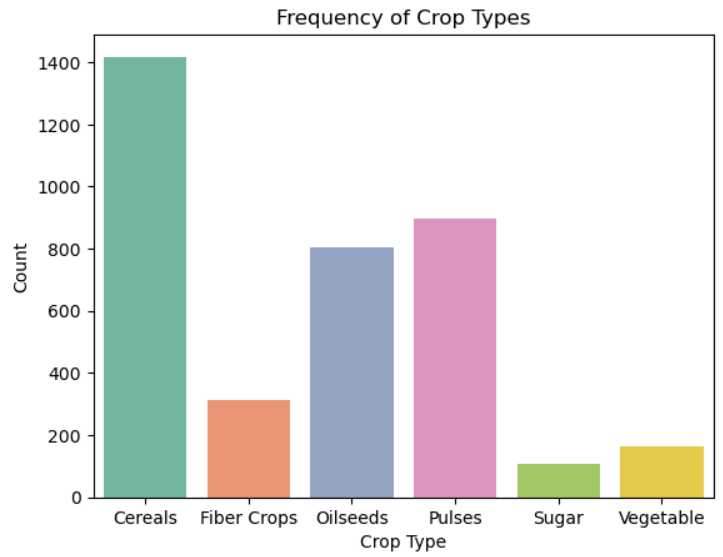 Frequency of Crop Types
1400
1200
1000
800
600
400
200
0
Count
Cereals Fiber Crops Oilseeds Pulses Sugar Vegetable
Crop Type